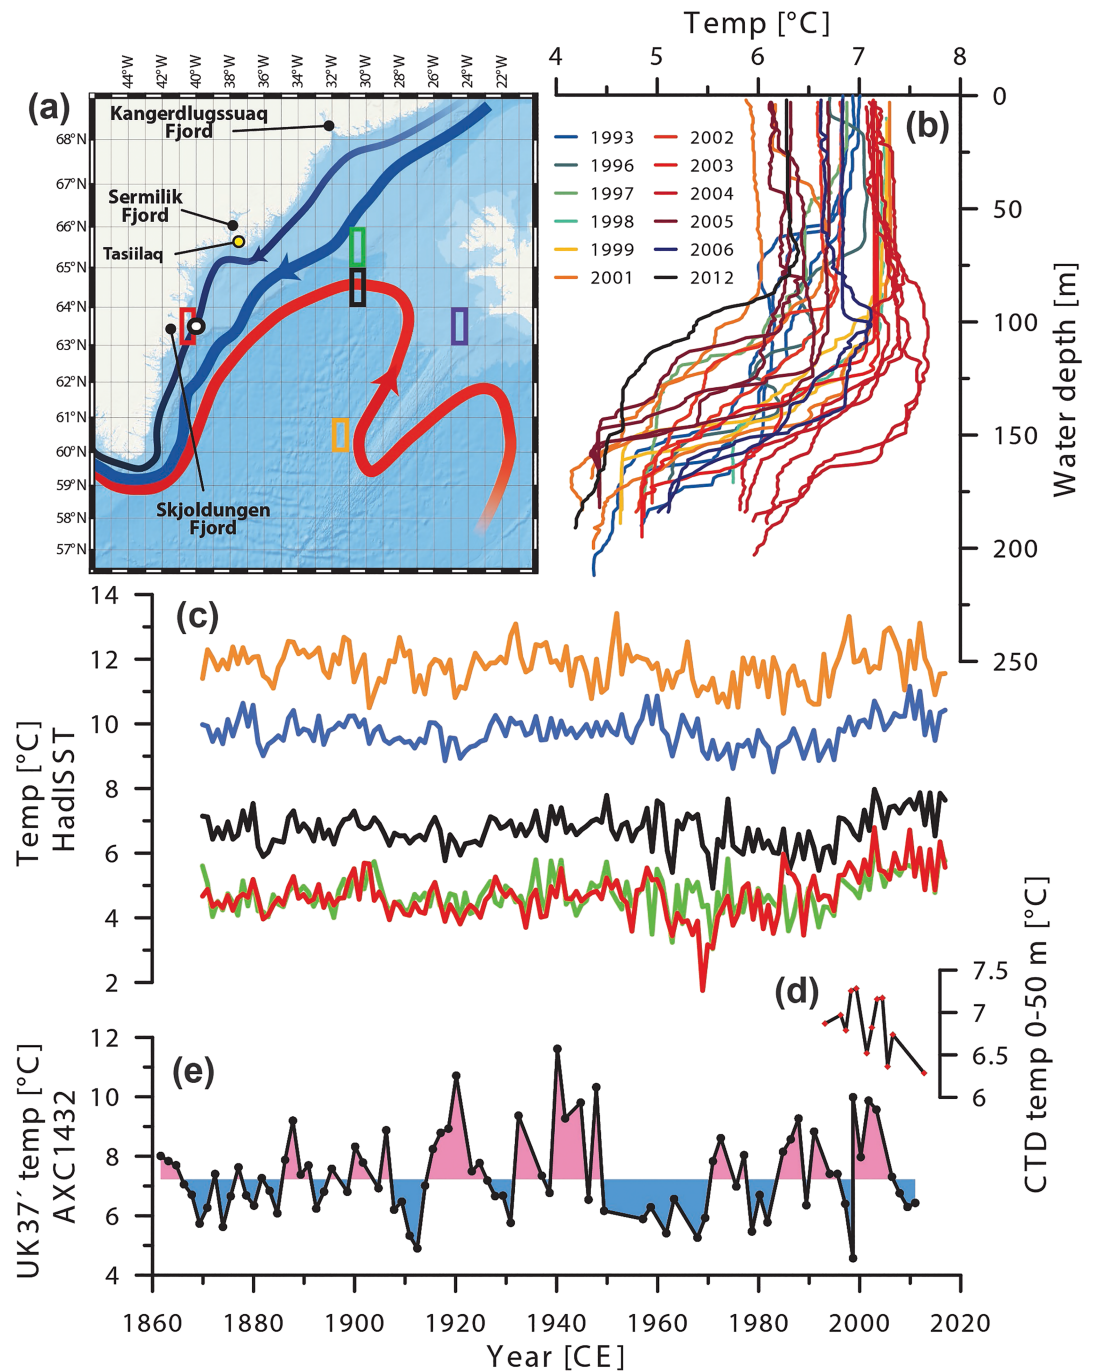 Temp [°C]
4 5 6 7 8
44°W 42°W 40°W 38°W 36°W 34°W 32°W 30°W 28°W 26°W 24°W 22°W
(a)
Kangerdlugssuaq
Fjord
Sermilik
Fjord
Tasiilaq
Skjoldungen
Fjord
68°N
67°N
66°N
65°N
64°N
63°N
62°N
61°N
60°N
59°N
58°N
57°N
(b)
1993 2002
1996 2003
1997 2004
1998 2005
1999 2006
2001 2012
0
50
100
150
200
250
Water depth [m]
(c)
14
12
10
8
6
4
2
Temp [°C]
HadISST
(d)
7.5
7
6.5
6
CTD temp 0-50 m [°C]
(e)
12
10
8
6
4
UK37´ temp [°C]
AXC1432
1860 1880 1900 1920 1940 1960 1980 2000 2020
Year [CE]